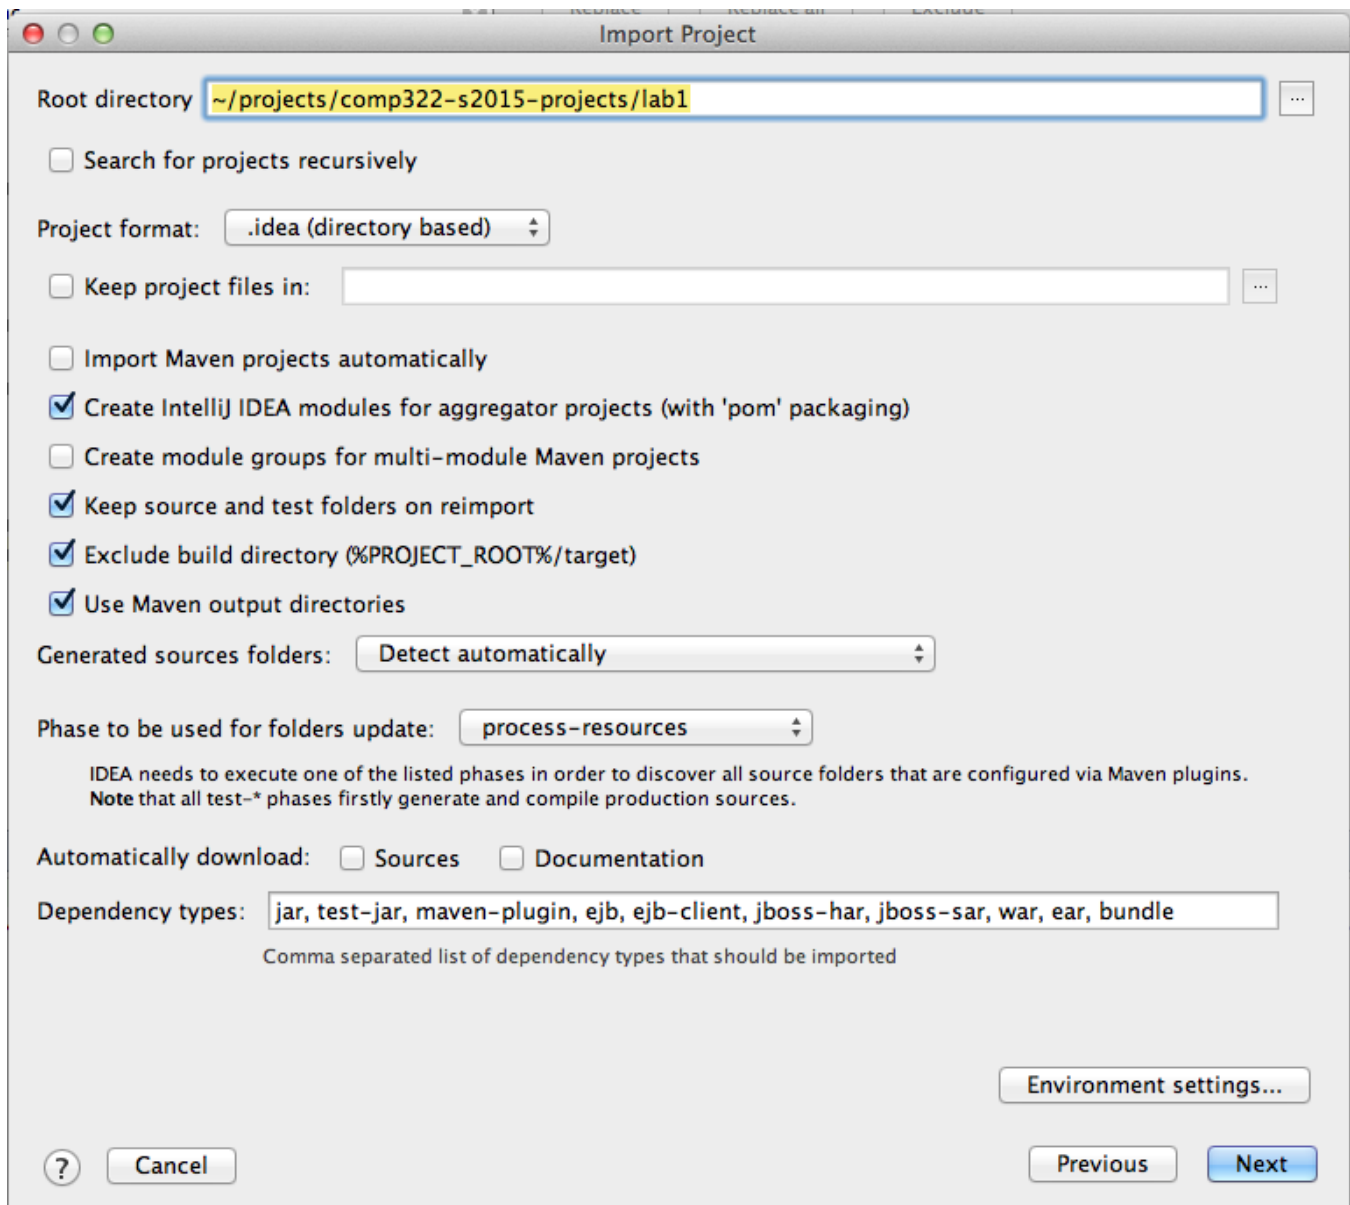 Replace Replace all Exclude
Import Project
Root directory ~/projects/comp322-s2015-projects/lab1 ...
Search for projects recursively
Project format: .idea (directory based)
Keep project files in: ...
Import Maven projects automatically
Create IntelliJ IDEA modules for aggregator projects (with 'pom' packaging)
Create module groups for multi-module Maven projects
Keep source and test folders on reimport
Exclude build directory (%PROJECT_ROOT%/target)
Use Maven output directories
Generated sources folders: Detect automatically
Phase to be used for folders update: process-resources
IDEA needs to execute one of the listed phases in order to discover all source folders that are configured via Maven plugins.
Note that all test-* phases firstly generate and compile production sources.
Automatically download: Sources Documentation
Dependency types: jar, test-jar, maven-plugin, ejb, ejb-client, jboss-har, jboss-sar, war, ear, bundle
Comma separated list of dependency types that should be imported
Environment settings...
? Cancel Previous Next